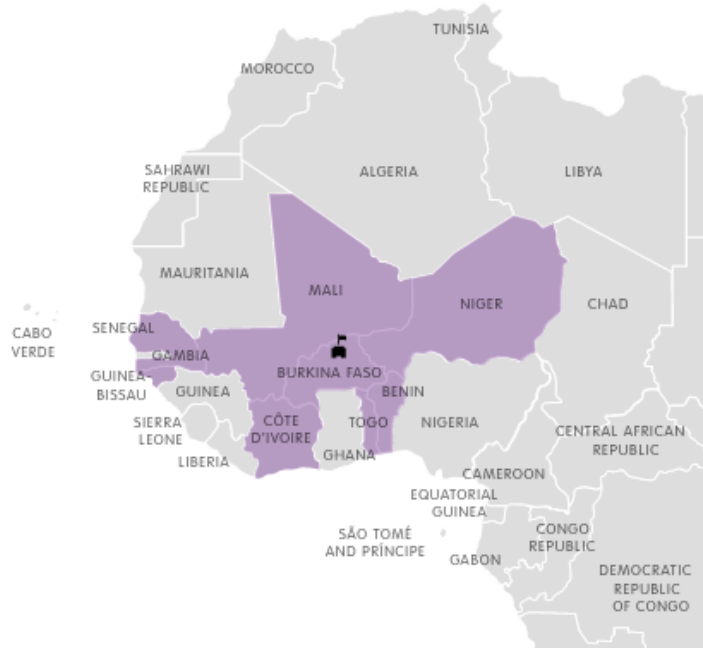 TUNISIA
MOROCCO
ALGERIA
LIBYA
SAHRAWI
REPUBLIC
MAURITANIA
MALI
NIGER
CHAD
CABO
VERDE
SENEGAL
GAMBIA
BURKINA FASO
GUINEA-
BISSAU
GUINEA
BENIN
SIERRA
LEONE
CÔTE
D'IVOIRE
TOGO
NIGERIA
LIBERIA
GHANA
CENTRAL AFRICAN
REPUBLIC
CAMEROON
EQUATORIAL
GUINEA
SÃO TOMÉ
AND PRÍNCIPE
CONGO
REPUBLIC
GABON
DEMOCRATIC
REPUBLIC
OF CONGO